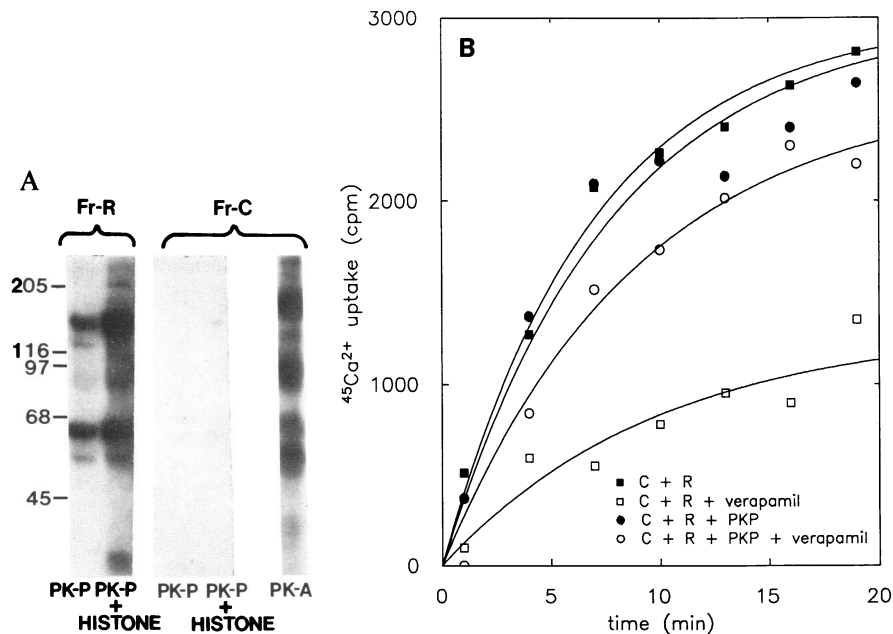 A
Fr-R Fr-C
205
116
97
68
45
PK-P PK-P PK-P PK-P PK-A
+ +
HISTONE HISTONE
B
3000
2000
1000
0
45Ca2+ uptake (cpm)
C + R
C + R + verapamil
C + R + PKP
C + R + PKP + verapamil
0 5 10 15 20
time (min)